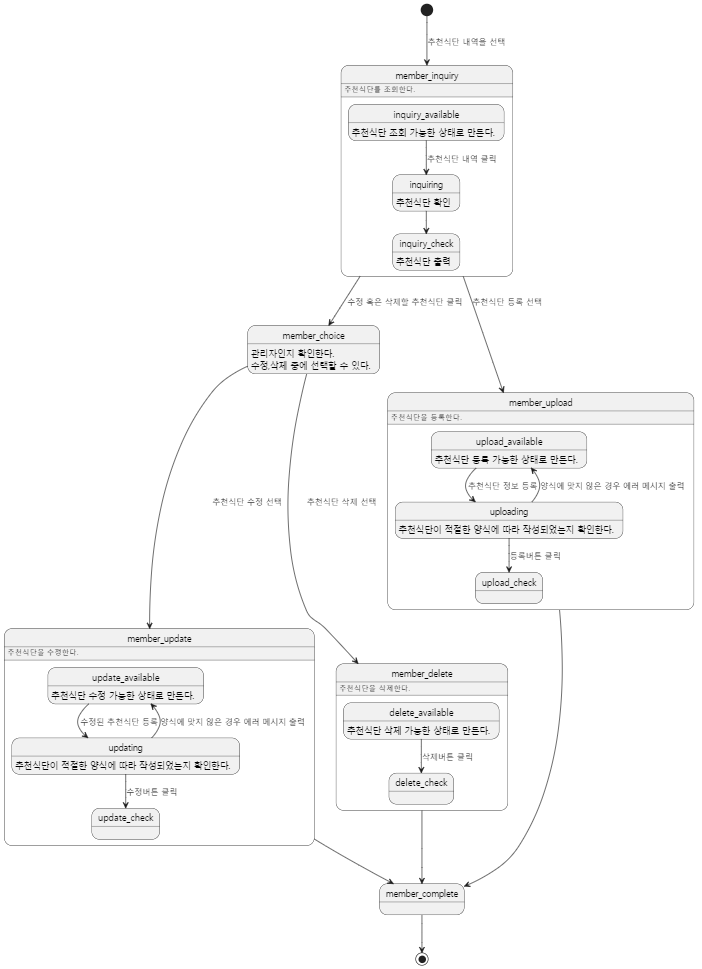 추천식단 내역을 선택
member_inquiry
추천식단를 조회한다.
inquiry_available
추천식단 조회 가능한 상태로 만든다.
추천식단 내역 클릭
inquiring
추천식단 확인
inquiry_check
추천식단 출력
수정 혹은 삭제할 추천식단 클릭
추천식단 등록 선택
member_choice
관리자인지 확인한다.
수정,삭제 중에 선택할 수 있다.
member_upload
추천식단을 등록한다.
upload_available
추천식단 등록 가능한 상태로 만든다.
추천식단 정보 등록
양식에 맞지 않은 경우 에러 메시지 출력
uploading
추천식단이 적절한 양식에 따라 작성되었는지 확인한다.
등록버튼 클릭
upload_check
추천식단 수정 선택
추천식단 삭제 선택
member_update
추천식단을 수정한다.
update_available
추천식단 수정 가능한 상태로 만든다.
수정된 추천식단 등록
양식에 맞지 않은 경우 에러 메시지 출력
updating
추천식단이 적절한 양식에 따라 작성되었는지 확인한다.
수정버튼 클릭
update_check
member_delete
추천식단을 삭제한다.
delete_available
추천식단 삭제 가능한 상태로 만든다.
삭제버튼 클릭
delete_check
member_complete